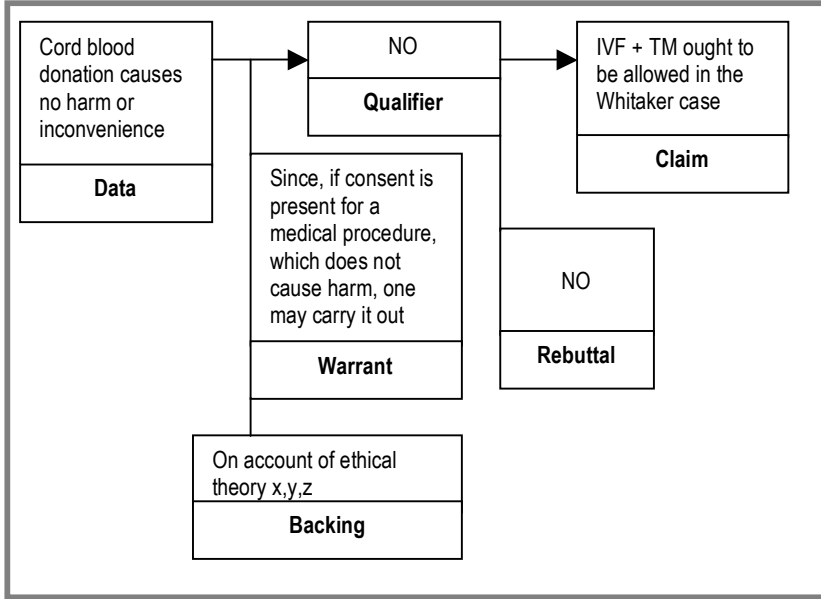 Cord blood
donation causes
no harm or
inconvenience
Data
NO
Qualifier
IVF + TM ought to
be allowed in the
Whitaker case
Claim
Since, if consent is
present for a
medical procedure,
which does not
cause harm, one
may carry it out
Warrant
NO
Rebuttal
On account of ethical
theory x,y,z
Backing